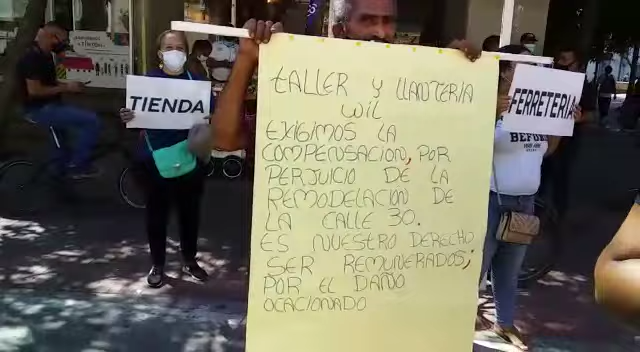 TIENDA
TALLER Y LLANTERIA
WIL
EXIGIMOS LA
COMPENSACION, POR
PERJUICIO DE LA
REMODELACION DE
LA CALLE 30.
ES NUESTRO DERECHO
SER REMUNERADOS;
POR EL DAÑO
OCACIONADO
FERRETERIA